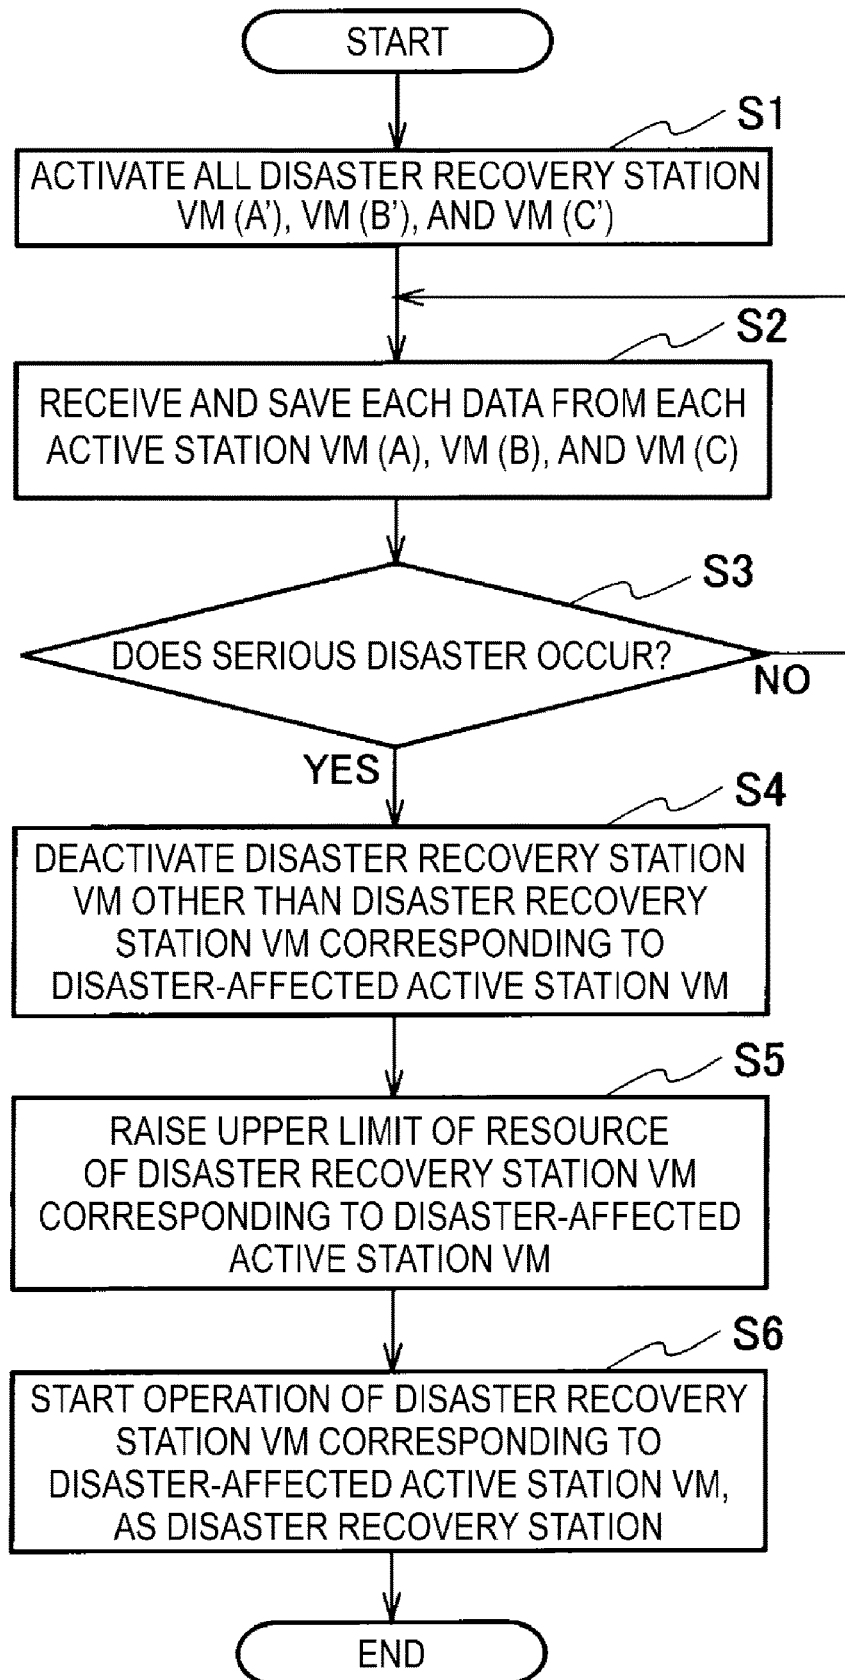 START
S1
ACTIVATE ALL DISASTER RECOVERY STATION
VM (A’), VM (B’), AND VM (C’)
S2
RECEIVE AND SAVE EACH DATA FROM EACH
ACTIVE STATION VM (A), VM (B), AND VM (C)
S3
DOES SERIOUS DISASTER OCCUR?
NO
YES
S4
DEACTIVATE DISASTER RECOVERY STATION
VM OTHER THAN DISASTER RECOVERY
STATION VM CORRESPONDING TO
DISASTER-AFFECTED ACTIVE STATION VM
S5
RAISE UPPER LIMIT OF RESOURCE
OF DISASTER RECOVERY STATION VM
CORRESPONDING TO DISASTER-AFFECTED
ACTIVE STATION VM
S6
START OPERATION OF DISASTER RECOVERY
STATION VM CORRESPONDING TO
DISASTER-AFFECTED ACTIVE STATION VM,
AS DISASTER RECOVERY STATION
END